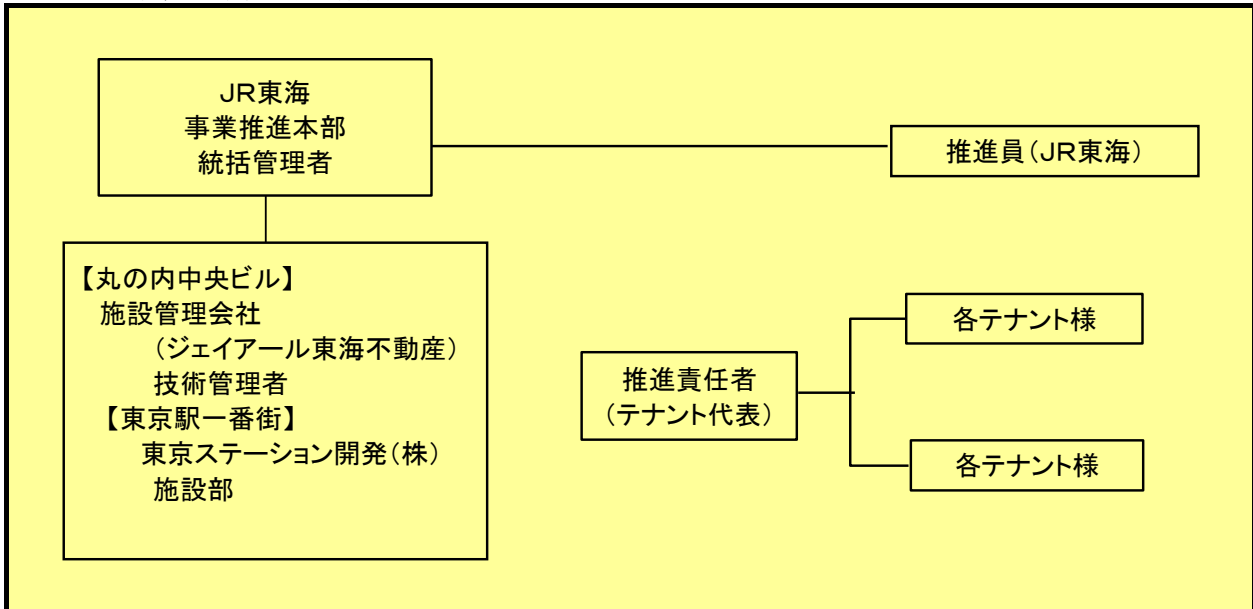 JR東海
事業推進本部
統括管理者
推進員(JR東海)
【丸の内中央ビル】
施設管理会社
(ジェイアール東海不動産)
技術管理者
【東京駅一番街】
東京ステーション開発(株)
施設部
推進責任者
(テナント代表)
各テナント様
各テナント様